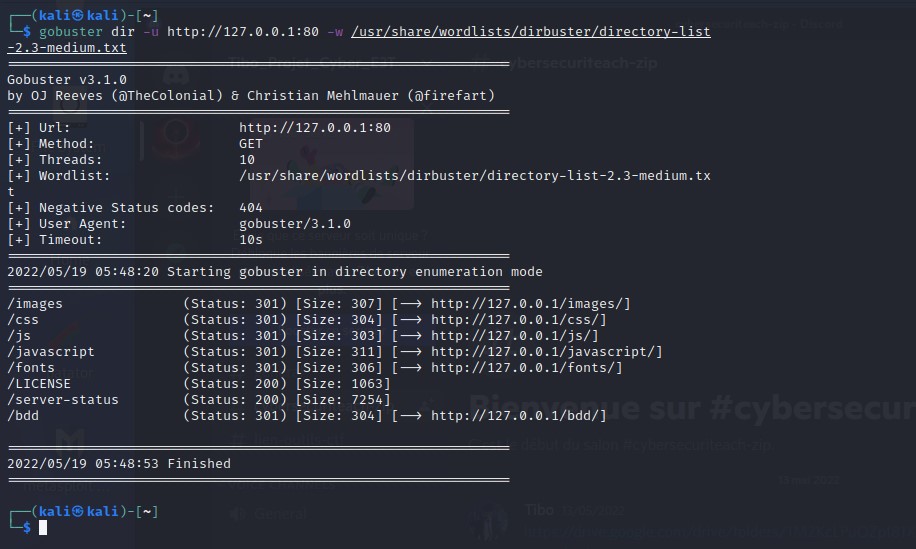 ┌──(kali㉿kali)-[~]
└─$ gobuster dir -u http://127.0.0.1:80 -w /usr/share/wordlists/dirbuster/directory-list
-2.3-medium.txt
===============================================================
Gobuster v3.1.0
by OJ Reeves (@TheColonial) & Christian Mehlmauer (@firefart)
===============================================================
[+] Url: http://127.0.0.1:80
[+] Method: GET
[+] Threads: 10
[+] Wordlist: /usr/share/wordlists/dirbuster/directory-list-2.3-medium.tx
t
[+] Negative Status codes: 404
[+] User Agent: gobuster/3.1.0
[+] Timeout: 10s
===============================================================
2022/05/19 05:48:20 Starting gobuster in directory enumeration mode
===============================================================
/images (Status: 301) [Size: 307] [--> http://127.0.0.1/images/]
/css (Status: 301) [Size: 304] [--> http://127.0.0.1/css/]
/js (Status: 301) [Size: 303] [--> http://127.0.0.1/js/]
/javascript (Status: 301) [Size: 311] [--> http://127.0.0.1/javascript/]
/fonts (Status: 301) [Size: 306] [--> http://127.0.0.1/fonts/]
/LICENSE (Status: 200) [Size: 1063]
/server-status (Status: 200) [Size: 7254]
/bdd (Status: 301) [Size: 304] [--> http://127.0.0.1/bdd/]
===============================================================
2022/05/19 05:48:53 Finished
===============================================================
┌──(kali㉿kali)-[~]
└─$
cybersecuriteach-zip
Bienvenue sur #cybersecur
Général
Tibo